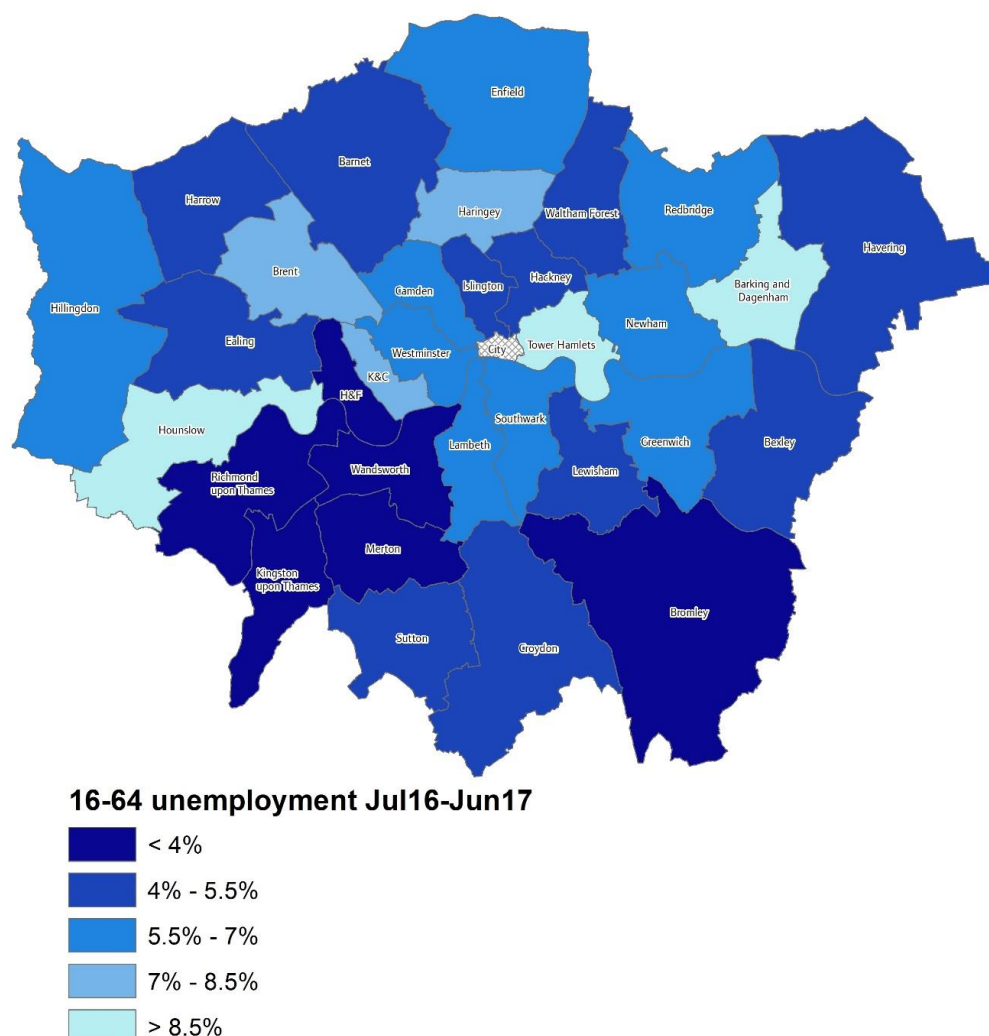 Enfield
Barnet
Harrow
Haringey
Waltham Forest
Redbridge
Havering
Brent
Hillingdon
Camden
Islington
Hackney
Barking and
Dagenham
Newham
Ealing
Westminster
City
Tower Hamlets
K&C
H&F
Hounslow
Southwark
Lambeth
Greenwich
Bexley
Wandsworth
Lewisham
Richmond
upon Thames
Merton
Kingston
upon Thames
Bromley
Sutton
Croydon
16-64 unemployment Jul16-Jun17
< 4%
4% - 5.5%
5.5% - 7%
7% - 8.5%
> 8.5%